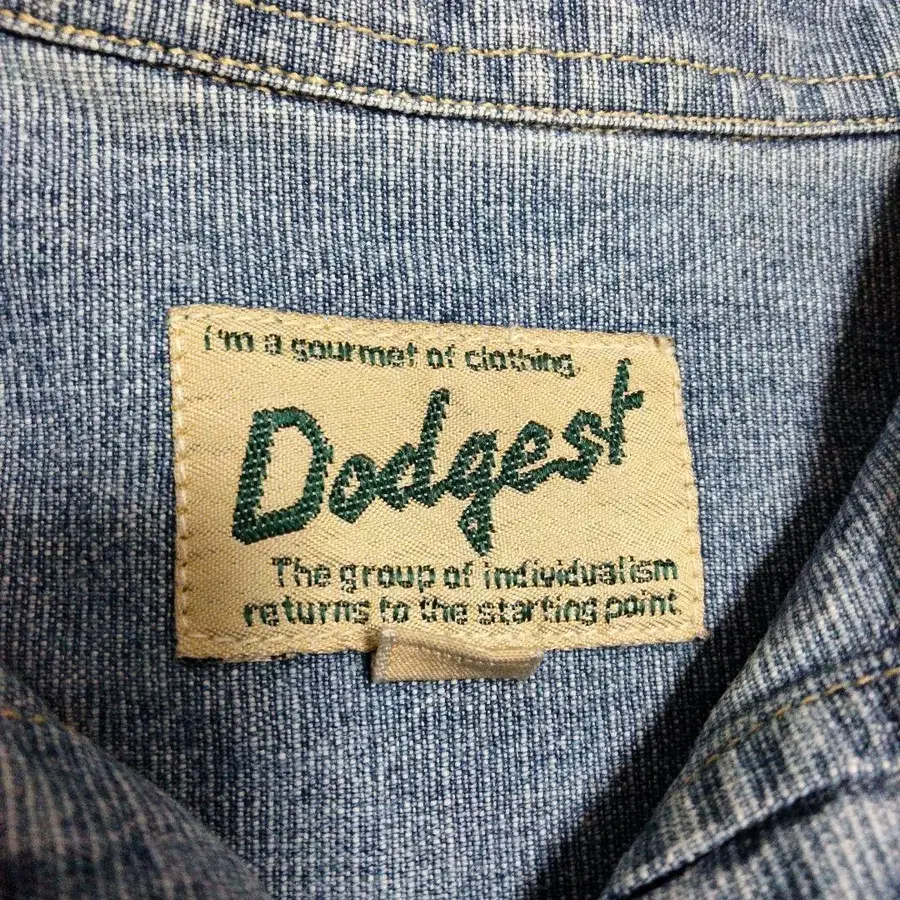 i'm a gourmet of clothing.
Dodgest
The group of individualism
returns to the starting point.